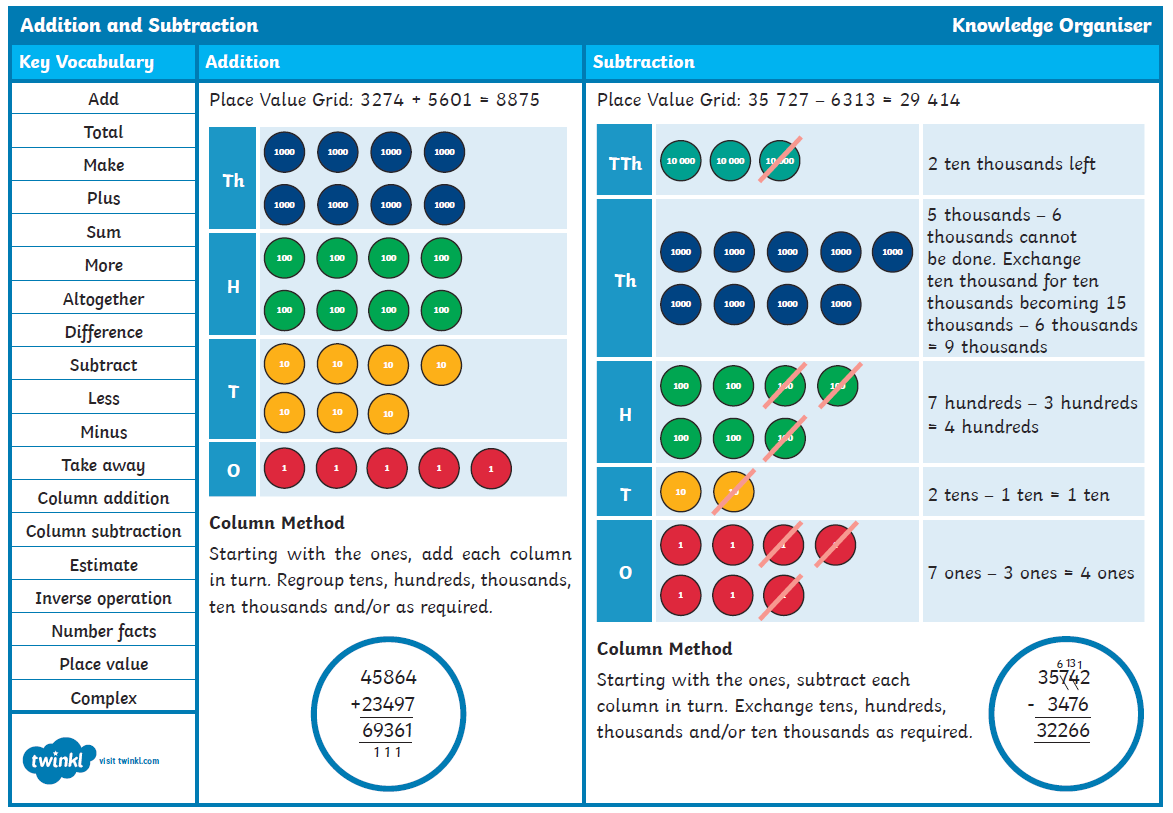 Addition and Subtraction
Knowledge Organiser
Key Vocabulary
Add
Total
Make
Plus
Sum
More
Altogether
Difference
Subtract
Less
Minus
Take away
Column addition
Column subtraction
Estimate
Inverse operation
Number facts
Place value
Complex
twinkl
visit twinkl.com
Addition
Place Value Grid: 3274 + 5601 = 8875
Th
1000 1000 1000 1000
1000 1000 1000 1000
H
100 100 100 100
100 100 100 100
T
10 10 10 10
10 10 10
O
1 1 1 1 1
Column Method
Starting with the ones, add each column
in turn. Regroup tens, hundreds, thousands,
ten thousands and/or as required.
45864
+23497
69361
1 1 1
Subtraction
Place Value Grid: 35 727 – 6313 = 29 414
TTh
10 000 10 000 10 000
2 ten thousands left
Th
1000 1000 1000 1000 1000
1000 1000 1000 1000
5 thousands – 6
thousands cannot
be done. Exchange
ten thousand for ten
thousands becoming 15
thousands – 6 thousands
= 9 thousands
H
100 100 100 100
100 100 100
7 hundreds – 3 hundreds
= 4 hundreds
T
10 10
2 tens – 1 ten = 1 ten
O
1 1 1 1
1 1 1
7 ones – 3 ones = 4 ones
Column Method
Starting with the ones, subtract each
column in turn. Exchange tens, hundreds,
thousands and/or ten thousands as required.
6 13 1
35742
- 3476
32266